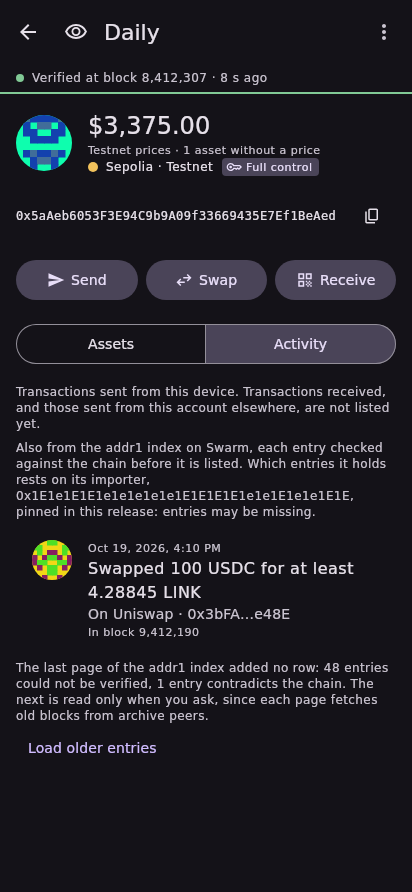 Daily
Verified at block 8,412,307 · 8 s ago
$3,375.00
Testnet prices · 1 asset without a price
Sepolia · Testnet
Full control
0x5aAeb6053F3E94C9b9A09f33669435E7Ef1BeAed
Send
Swap
Receive
Assets
Activity
Transactions sent from this device. Transactions received,
and those sent from this account elsewhere, are not listed
yet.
Also from the addr1 index on Swarm, each entry checked
against the chain before it is listed. Which entries it holds
rests on its importer,
0x1E1e1E1E1e1e1e1e1e1E1E1E1E1e1e1E1e1e1E1E,
pinned in this release: entries may be missing.
Oct 19, 2026, 4:10 PM
Swapped 100 USDC for at least
4.28845 LINK
On Uniswap · 0x3bFA…e48E
In block 9,412,190
The last page of the addr1 index added no row: 48 entries
could not be verified, 1 entry contradicts the chain. The
next is read only when you ask, since each page fetches
old blocks from archive peers.
Load older entries